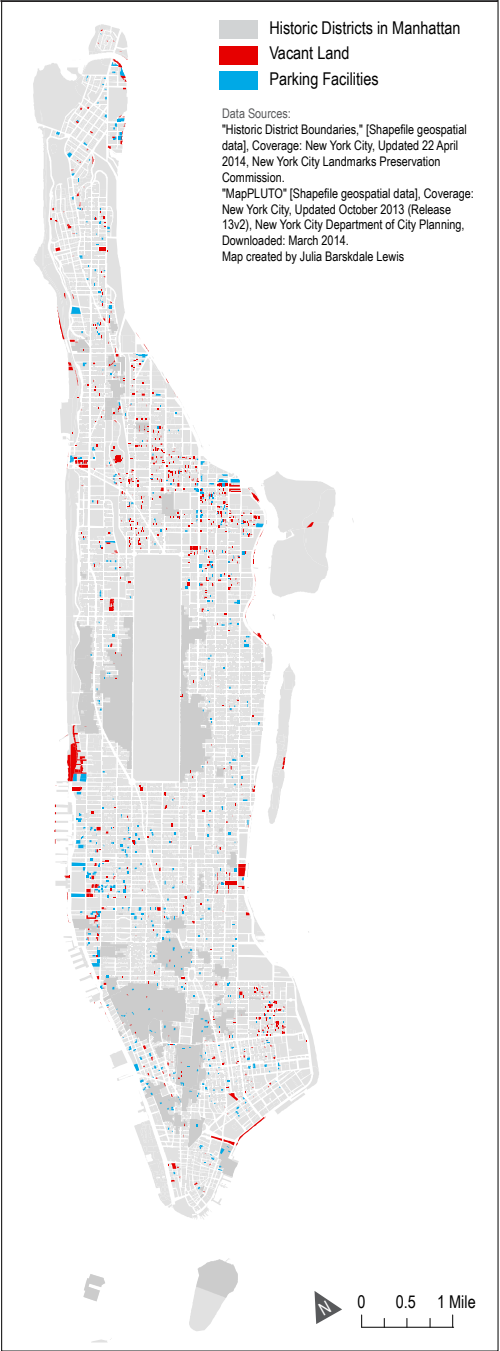 Historic Districts in Manhattan
Vacant Land
Parking Facilities
Data Sources:
"Historic District Boundaries," [Shapefile geospatial
data], Coverage: New York City, Updated 22 April
2014, New York City Landmarks Preservation
Commission.
"MapPLUTO" [Shapefile geospatial data], Coverage:
New York City, Updated October 2013 (Release
13v2), New York City Department of City Planning,
Downloaded: March 2014.
Map created by Julia Barskdale Lewis
N
0 0.5 1 Mile